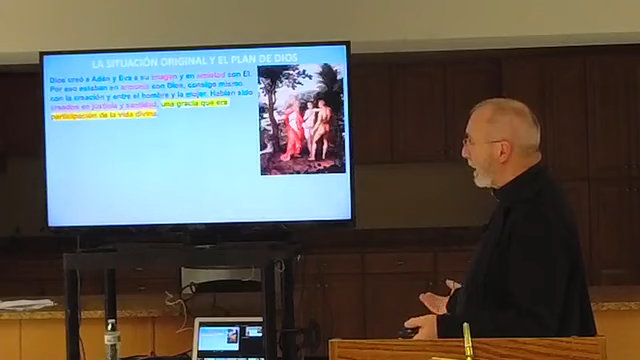 LA SITUACIÓN ORIGINAL Y EL PLAN DE DIOS
Dios creó a Adán y Eva a su imagen y en amistad con Él.
Por eso estaban en armonía con Dios, consigo mismo
con la creación y entre el hombre y la mujer. Habían sido
creados en justicia y santidad, una gracia que era
participación de la vida divina.